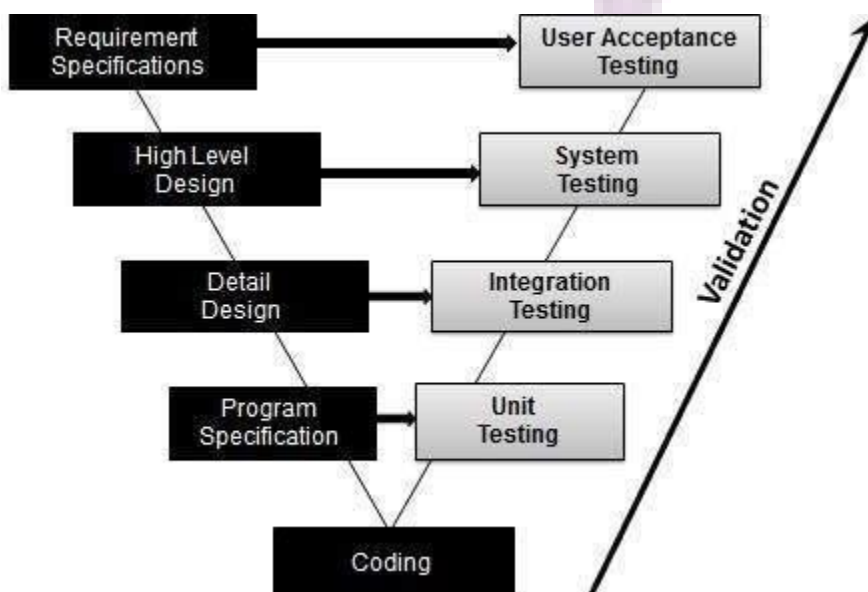 Requirement
Specifications
User Acceptance
Testing
High Level
Design
System
Testing
Detail
Design
Integration
Testing
Program
Specification
Unit
Testing
Coding
Validation